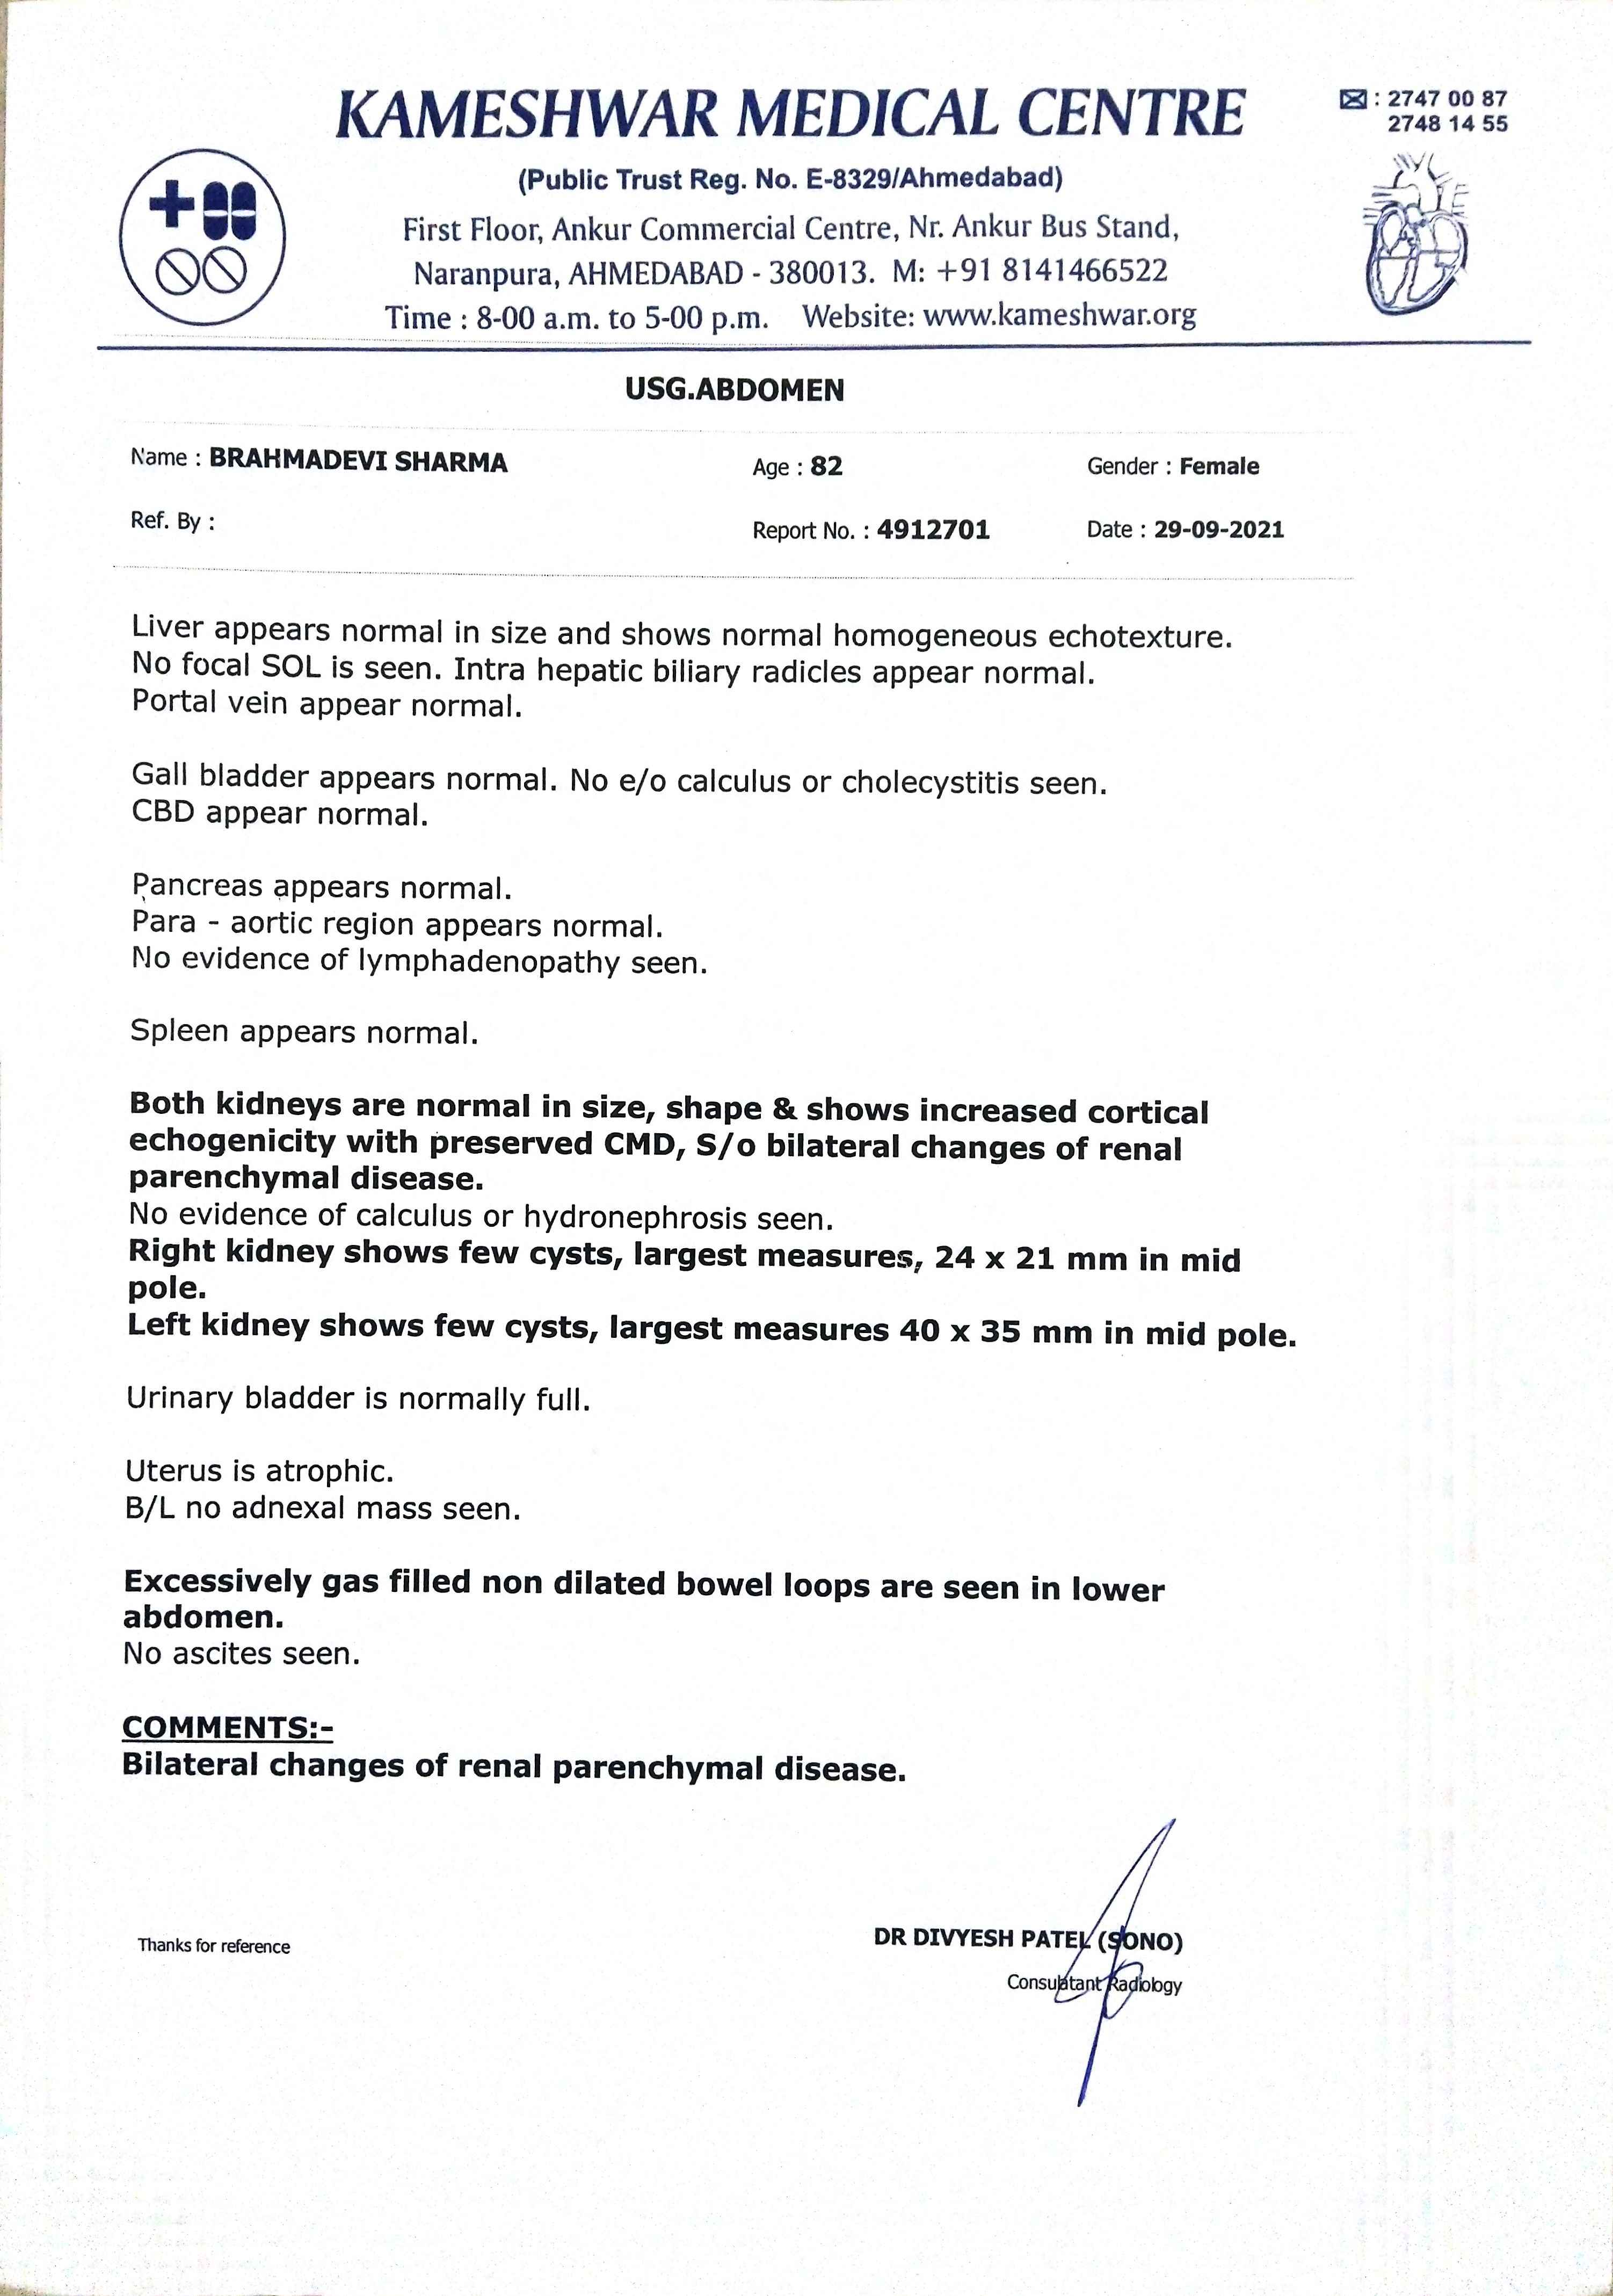 KAMESHWAR MEDICAL CENTRE
: 2747 00 87
2748 14 55
(Public Trust Reg. No. E-8329/Ahmedabad)
First Floor, Ankur Commercial Centre, Nr. Ankur Bus Stand,
Naranpura, AHMEDABAD - 380013. M: +91 8141466522
Time : 8-00 a.m. to 5-00 p.m. Website: www.kameshwar.org
USG.ABDOMEN
Name : BRAHMADEVI SHARMA Age : 82 Gender : Female
Ref. By : Report No. : 4912701 Date : 29-09-2021
Liver appears normal in size and shows normal homogeneous echotexture.
No focal SOL is seen. Intra hepatic biliary radicles appear normal.
Portal vein appear normal.
Gall bladder appears normal. No e/o calculus or cholecystitis seen.
CBD appear normal.
Pancreas appears normal.
Para - aortic region appears normal.
No evidence of lymphadenopathy seen.
Spleen appears normal.
Both kidneys are normal in size, shape & shows increased cortical
echogenicity with preserved CMD, S/o bilateral changes of renal
parenchymal disease.
No evidence of calculus or hydronephrosis seen.
Right kidney shows few cysts, largest measures, 24 x 21 mm in mid
pole.
Left kidney shows few cysts, largest measures 40 x 35 mm in mid pole.
Urinary bladder is normally full.
Uterus is atrophic.
B/L no adnexal mass seen.
Excessively gas filled non dilated bowel loops are seen in lower
abdomen.
No ascites seen.
COMMENTS:-
Bilateral changes of renal parenchymal disease.
Thanks for reference
DR DIVYESH PATEL (SONO)
Consultant Radiology